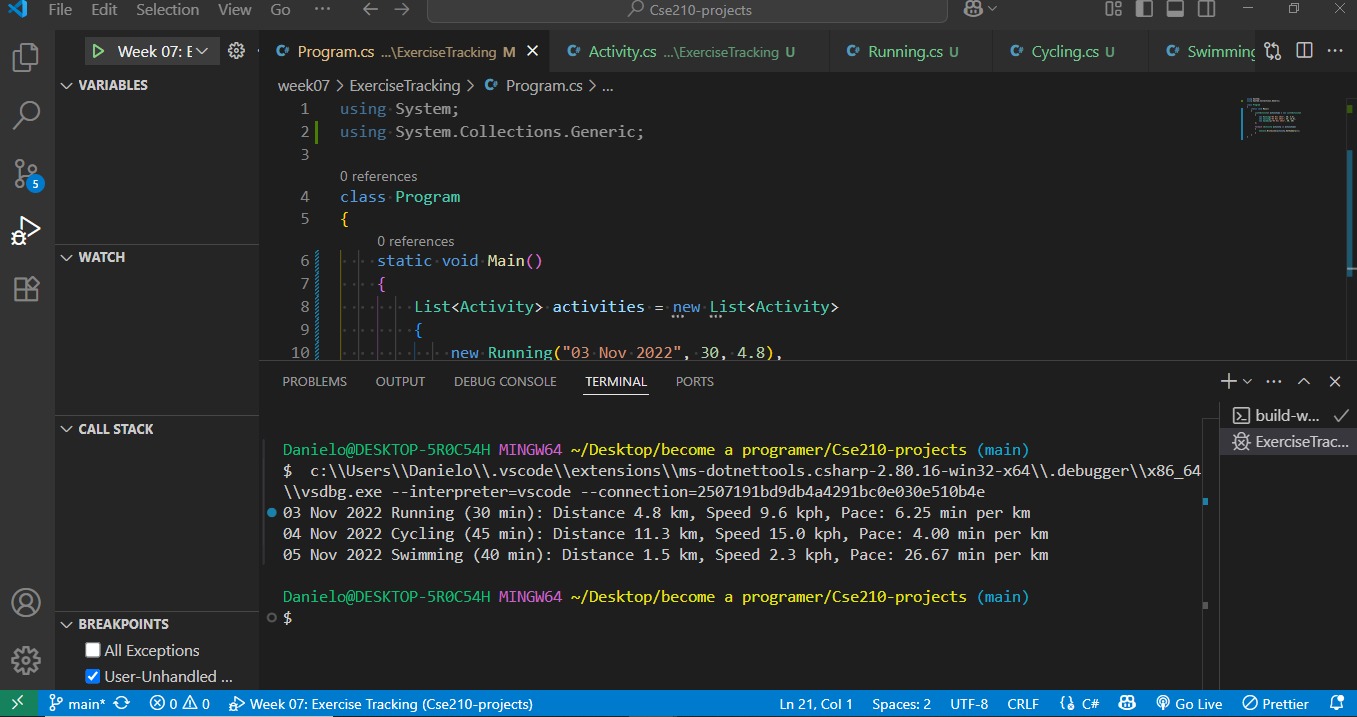 File Edit Selection View Go ··· Cse210-projects
Week 07: E
Program.cs ...\ExerciseTracking M
Activity.cs ...\ExerciseTracking U
Running.cs U
Cycling.cs U
Swimming
VARIABLES
WATCH
CALL STACK
BREAKPOINTS
All Exceptions
User-Unhandled ...
5
week07 > ExerciseTracking > Program.cs > ...
1 using System;
2 using System.Collections.Generic;
3
0 references
4 class Program
5 {
0 references
6 static void Main()
7 {
8 List<Activity> activities = new List<Activity>
9 {
10 new Running("03 Nov 2022", 30, 4.8),
PROBLEMS OUTPUT DEBUG CONSOLE TERMINAL PORTS
build-w...
ExerciseTrac...
Danielo@DESKTOP-5R0C54H MINGW64 ~/Desktop/become a programer/Cse210-projects (main)
$ c:\\Users\\Danielo\\.vscode\\extensions\\ms-dotnettools.csharp-2.80.16-win32-x64\\.debugger\\x86_64
\\vsdbg.exe --interpreter=vscode --connection=2507191bd9db4a4291bc0e030e510b4e
03 Nov 2022 Running (30 min): Distance 4.8 km, Speed 9.6 kph, Pace: 6.25 min per km
04 Nov 2022 Cycling (45 min): Distance 11.3 km, Speed 15.0 kph, Pace: 4.00 min per km
05 Nov 2022 Swimming (40 min): Distance 1.5 km, Speed 2.3 kph, Pace: 26.67 min per km
Danielo@DESKTOP-5R0C54H MINGW64 ~/Desktop/become a programer/Cse210-projects (main)
$
main* 0 0 Week 07: Exercise Tracking (Cse210-projects) Ln 21, Col 1 Spaces: 2 UTF-8 CRLF {} C# Go Live Prettier